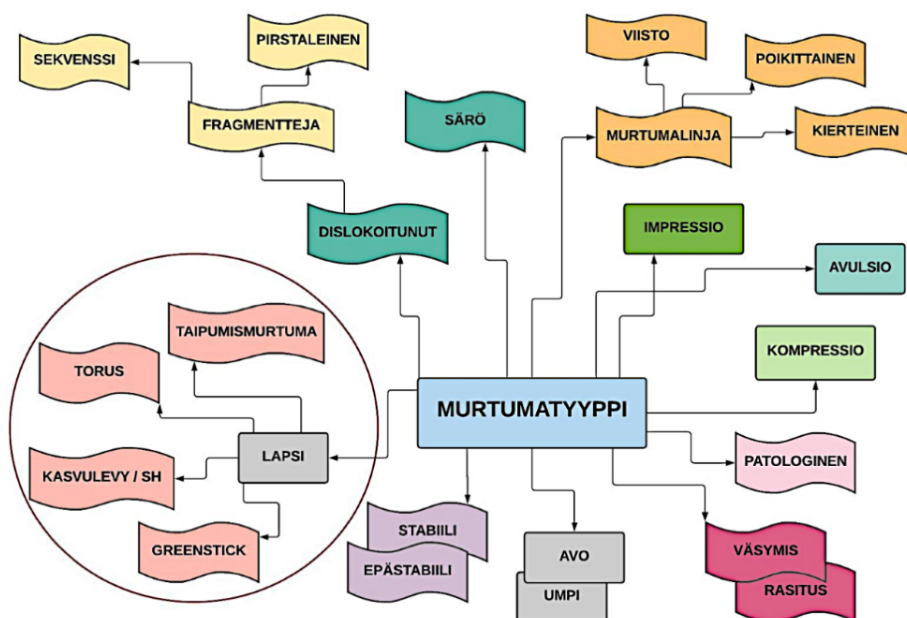 PIRSTALEINEN
SEKVENSSI
FRAGMENTTEJA
DISLOKOITUNUT
SÄRÖ
VIISTO
POIKITTAINEN
MURTUMALINJA
KIERTEINEN
IMPRESSIO
AVULSIO
KOMPRESSIO
MURTUMATYYPPI
PATOLOGINEN
TAIPUMISMURTUMA
TORUS
LAPSI
KASVULEVY / SH
GREENSTICK
STABIILI
EPÄSTABIILI
AVO
UMPI
VÄSYMIS
RASITUS